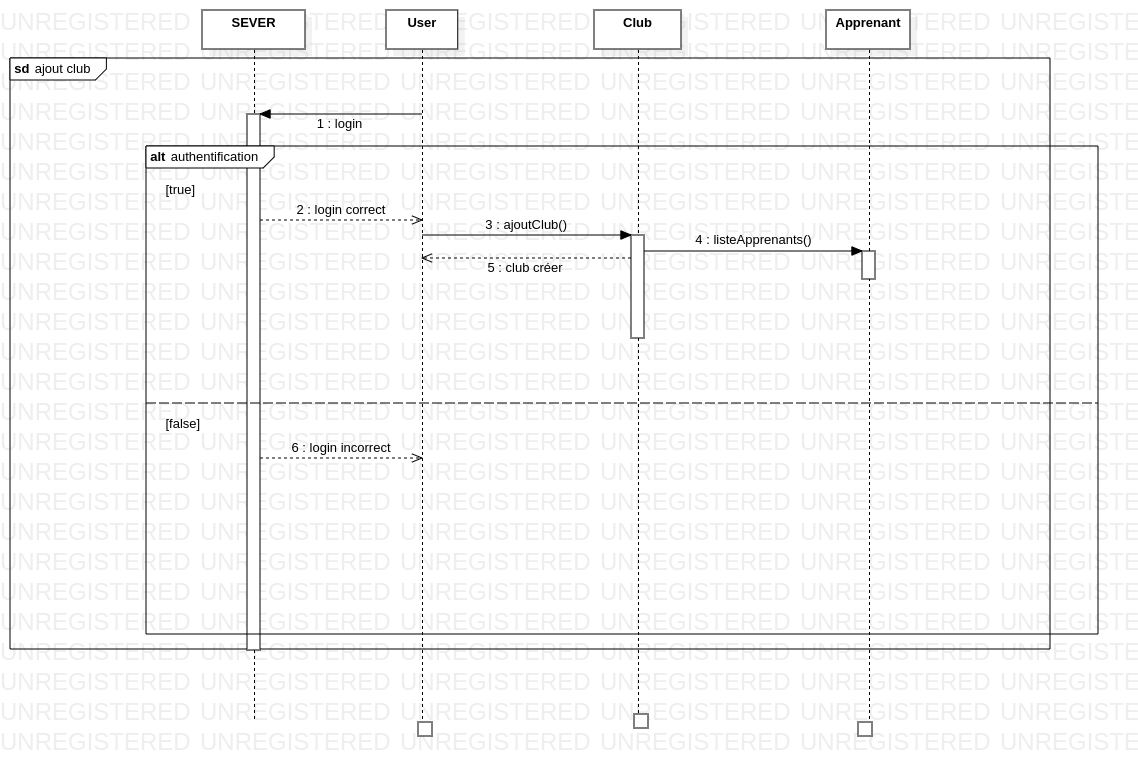 SEVER
User
Club
Apprenant
sd ajout club
1 : login
alt authentification
[true]
2 : login correct
3 : ajoutClub()
4 : listeApprenants()
5 : club créer
[false]
6 : login incorrect
UNREGISTERED UNREGISTERED UNREGISTERED UNREGISTERED UNREGISTERED UNREGISTE